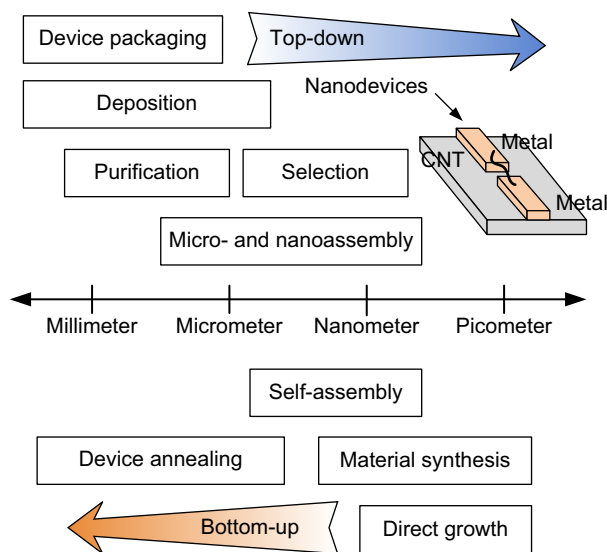 Device packaging
Top-down
Deposition
Nanodevices
Purification
Selection
CNT
Metal
Metal
Micro- and nanoassembly
Millimeter
Micrometer
Nanometer
Picometer
Self-assembly
Device annealing
Material synthesis
Bottom-up
Direct growth